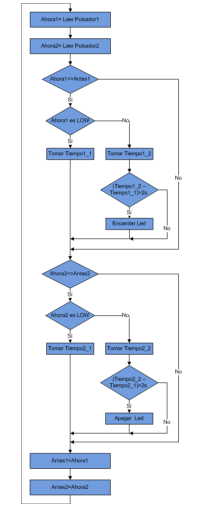 Ahora1= Leer Pulsador1
Ahora2= Leer Pulsador2
Ahora1<>Antes1
Si
No
Ahora1 es LOW
No
Si
Tomar Tiempo1_1
Tomar Tiempo1_2
(Tiempo1_2 –
Tiempo1_1)>2s
No
Si
Encender Led
Ahora2<>Antes2
Si
No
Ahora2 es LOW
No
Si
Tomar Tiempo2_1
Tomar Tiempo2_2
(Tiempo2_2 –
Tiempo2_1)>2s
No
Si
Apagar Led
Antes1=Ahora1
Antes2=Ahora2